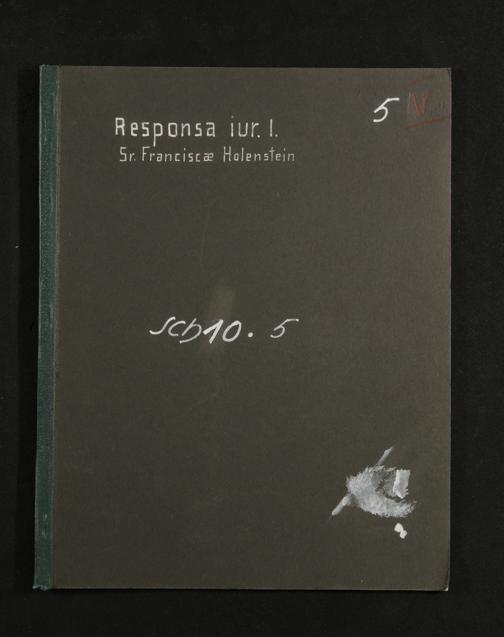 5
Responsa iur. I.
Sr. Franciscæ Holenstein
Sch10. 5